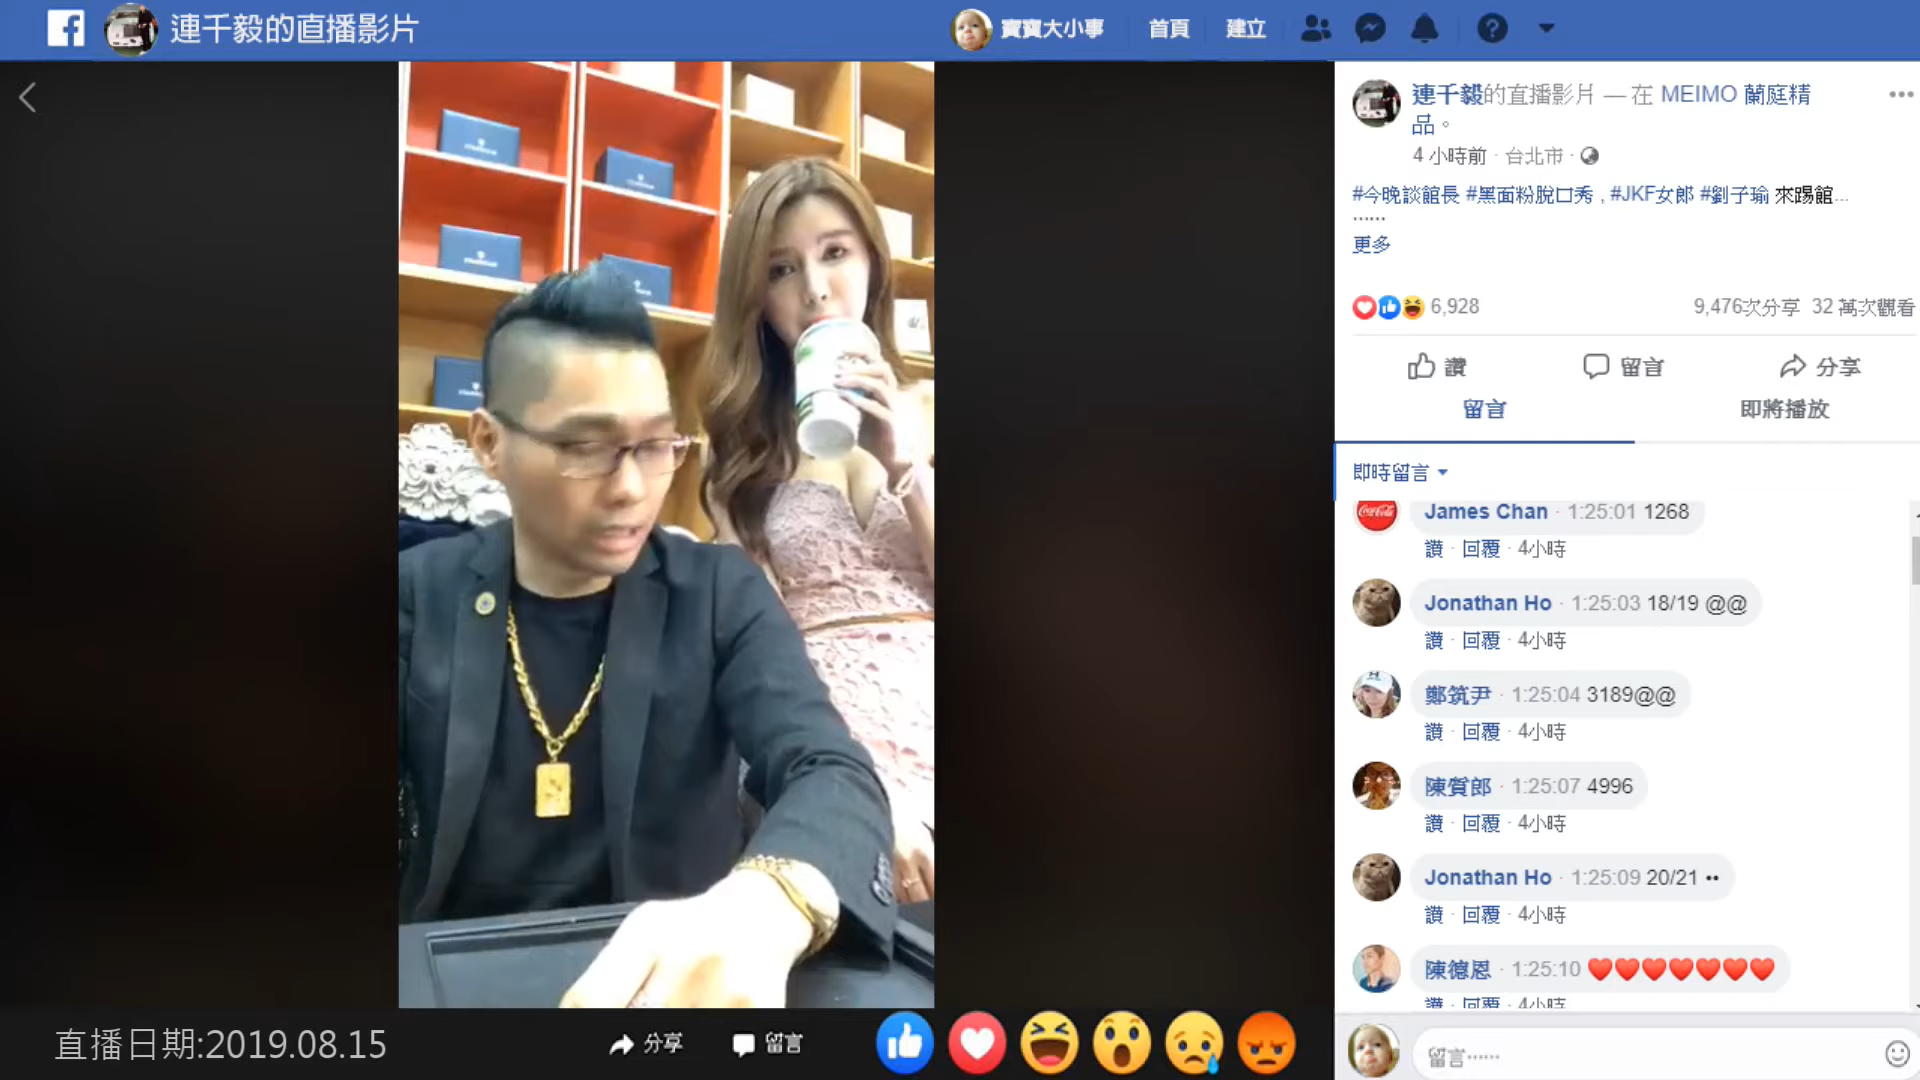 連千毅的直播影片
寶寶大小事 首頁 建立
連千毅的直播影片 — 在 MEIMO 蘭庭精
品。
4 小時前 · 台北市 ·
#今晚談館長 #黑面粉脫口秀 , #JKF女郎 #劉子瑜 來踢館...
......
更多
6,928 9,476次分享 32 萬次觀看
讚 留言 分享
留言 即將播放
即時留言
James Chan · 1:25:01 1268
讚 · 回覆 · 4小時
Jonathan Ho · 1:25:03 18/19 @@
讚 · 回覆 · 4小時
鄭筑尹 · 1:25:04 3189@@
讚 · 回覆 · 4小時
陳質郎 · 1:25:07 4996
讚 · 回覆 · 4小時
Jonathan Ho · 1:25:09 20/21 ••
讚 · 回覆 · 4小時
陳德恩 · 1:25:10 ❤️❤️❤️❤️❤️❤️❤️
讚 · 回覆 · 4小時
留言......
直播日期:2019.08.15
分享 留言